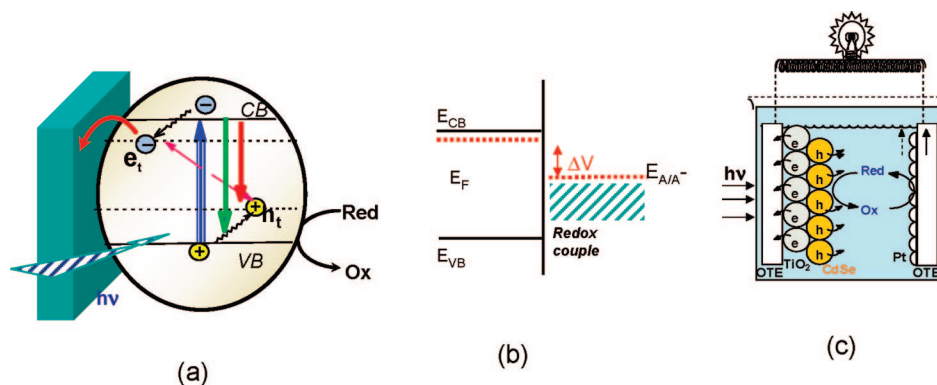 CB
e_t
h_t
VB
Red
Ox
hν
(a)
E_CB
E_F
E_VB
ΔV
E_A/A⁻
Redox
couple
(b)
hν
e
e
e
e
e
h
h
h
h
h
Red
Ox
TiO₂
CdSe
Pt
OTE
OTE
(c)